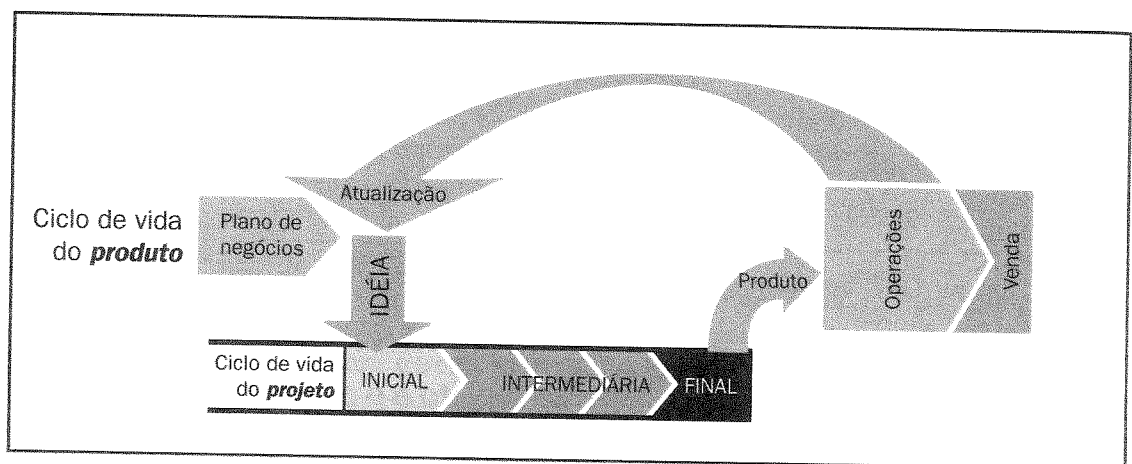 Atualização
Ciclo de vida
do produto
Plano de
negócios
IDÉIA
Produto
Operações
Venda
Ciclo de vida
do projeto
INICIAL
INTERMEDIÁRIA
FINAL